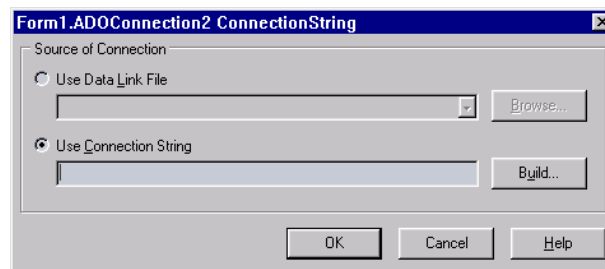 Form1.ADOConnection2 ConnectionString
Source of Connection
Use Data Link File
Browse...
Use Connection String
Build...
OK Cancel Help